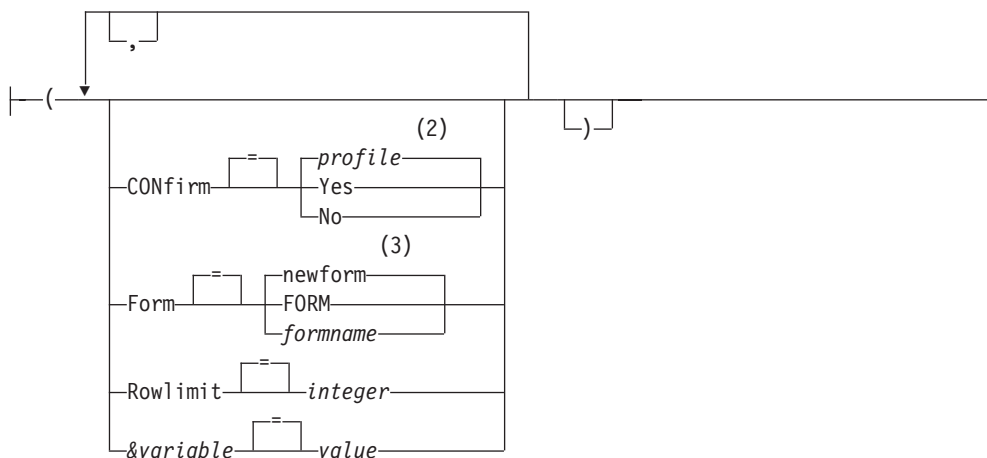 ,
( )
(2)
= profile
CONfirm Yes
No
(3)
= newform
Form FORM
formname
=
Rowlimit integer
=
&variable value